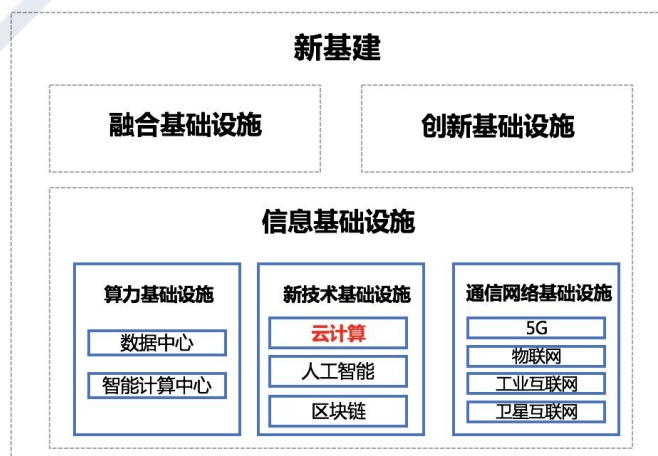 新基建
融合基础设施
创新基础设施
信息基础设施
算力基础设施
数据中心
智能计算中心
新技术基础设施
云计算
人工智能
区块链
通信网络基础设施
5G
物联网
工业互联网
卫星互联网